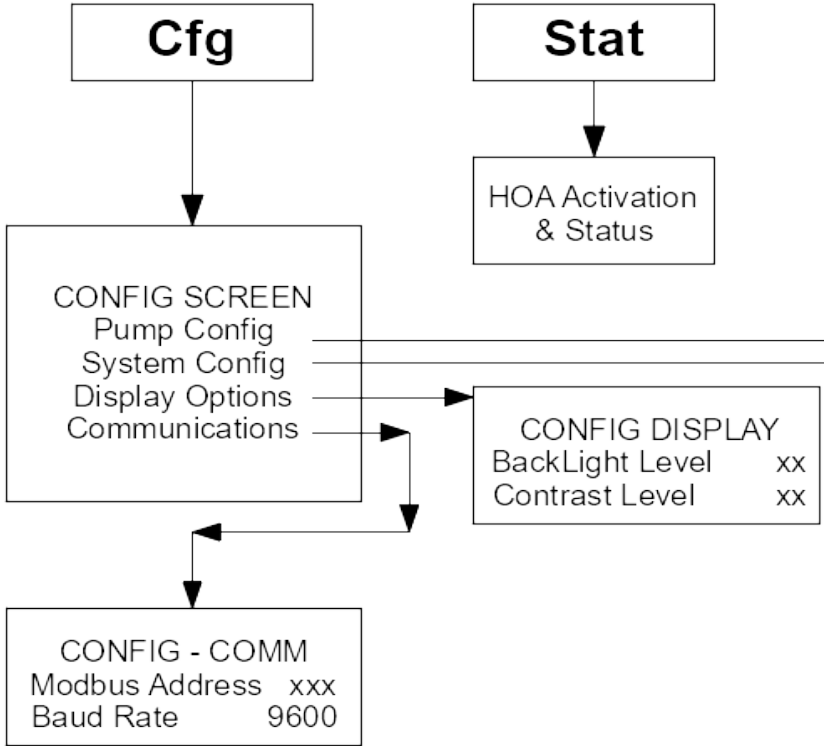 Cfg
Stat
HOA Activation
& Status
CONFIG SCREEN
Pump Config
System Config
Display Options
Communications
CONFIG DISPLAY
BackLight Level xx
Contrast Level xx
CONFIG - COMM
Modbus Address xxx
Baud Rate 9600